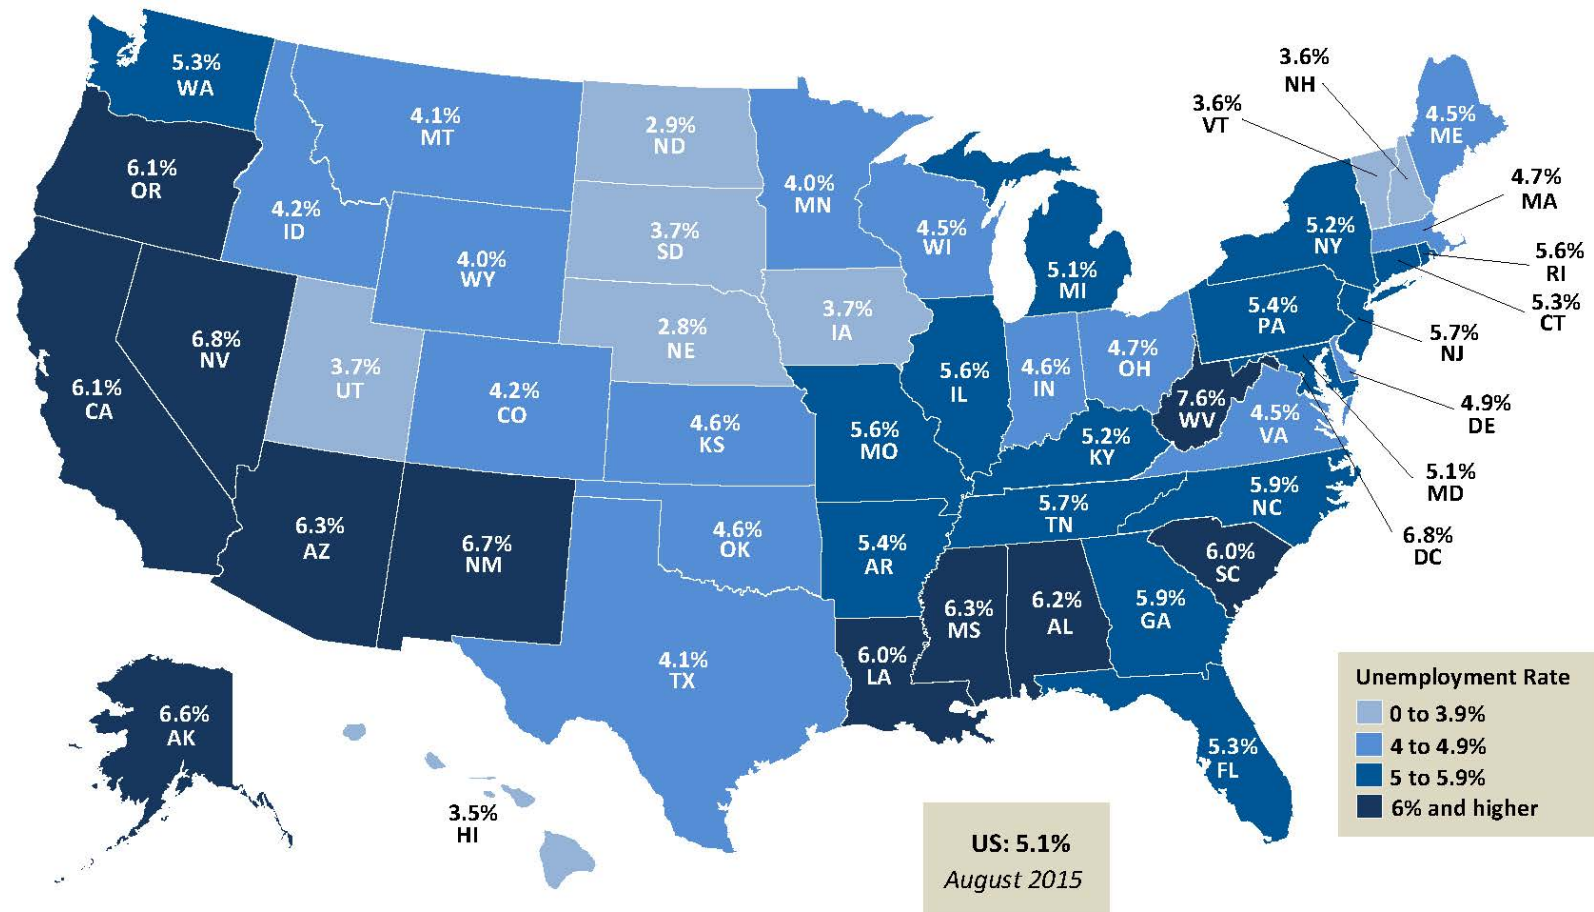 5.3%
WA
4.1%
MT
2.9%
ND
6.1%
OR
4.2%
ID
4.0%
WY
3.7%
SD
4.0%
MN
4.5%
WI
3.6%
NH
3.6%
VT
4.5%
ME
4.7%
MA
5.2%
NY
5.6%
RI
5.3%
CT
5.1%
MI
5.4%
PA
5.7%
NJ
6.8%
NV
3.7%
UT
2.8%
NE
3.7%
IA
6.1%
CA
4.2%
CO
4.6%
KS
5.6%
MO
5.6%
IL
4.6%
IN
4.7%
OH
7.6%
WV
4.5%
VA
4.9%
DE
5.2%
KY
5.1%
MD
6.8%
DC
5.9%
NC
5.7%
TN
6.3%
AZ
6.7%
NM
4.6%
OK
5.4%
AR
6.0%
SC
6.3%
MS
6.2%
AL
5.9%
GA
4.1%
TX
6.0%
LA
5.3%
FL
6.6%
AK
3.5%
HI
US: 5.1%
August 2015
Unemployment Rate
0 to 3.9%
4 to 4.9%
5 to 5.9%
6% and higher